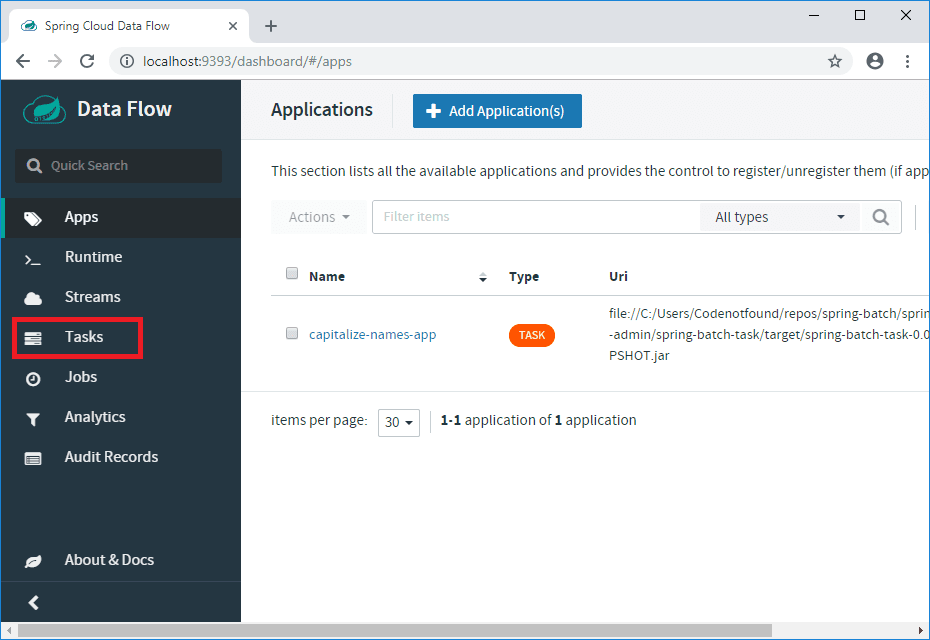 Spring Cloud Data Flow
localhost:9393/dashboard/#/apps
Data Flow
Quick Search
Apps
Runtime
Streams
Tasks
Jobs
Analytics
Audit Records
About & Docs
Applications
Add Application(s)
This section lists all the available applications and provides the control to register/unregister them (if app
Actions
Filter items
All types
Name Type Uri
capitalize-names-app
TASK
file://C:/Users/Codenotfound/repos/spring-batch/sprin
-admin/spring-batch-task/target/spring-batch-task-0.0
PSHOT.jar
items per page: 30 1-1 application of 1 application